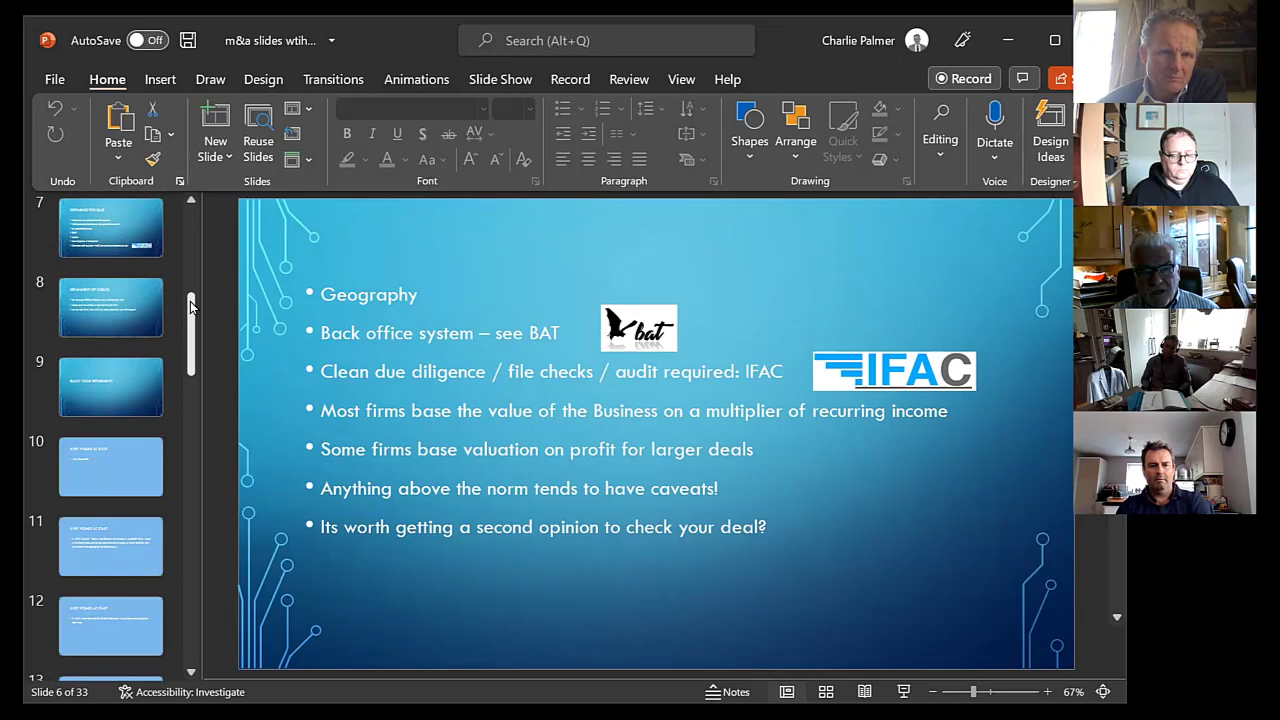 AutoSave Off m&a slides wtih... Search (Alt+Q) Charlie Palmer
File Home Insert Draw Design Transitions Animations Slide Show Record Review View Help Record
Paste New Slide Reuse Slides B I U S ab AV Aa A A A Shapes Arrange Quick Styles Editing Dictate Design Ideas
Undo Clipboard Slides Font Paragraph Drawing Voice Designer
7
8
9
10
11
12
13
• Geography
• Back office system – see BAT
bat
• Clean due diligence / file checks / audit required: IFAC
IFAC
• Most firms base the value of the Business on a multiplier of recurring income
• Some firms base valuation on profit for larger deals
• Anything above the norm tends to have caveats!
• Its worth getting a second opinion to check your deal?
Slide 6 of 33 Accessibility: Investigate Notes 67%